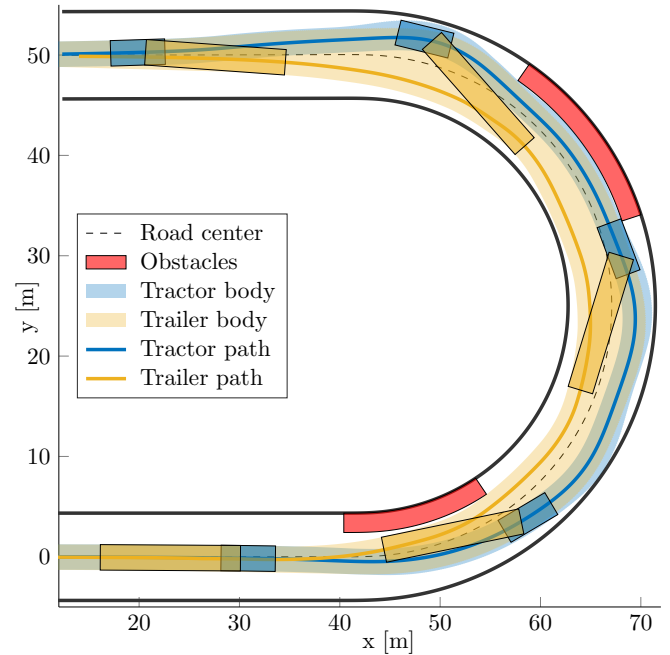 50
40
30
20
10
0
y [m]
Road center
Obstacles
Tractor body
Trailer body
Tractor path
Trailer path
20
30
40
50
60
70
x [m]